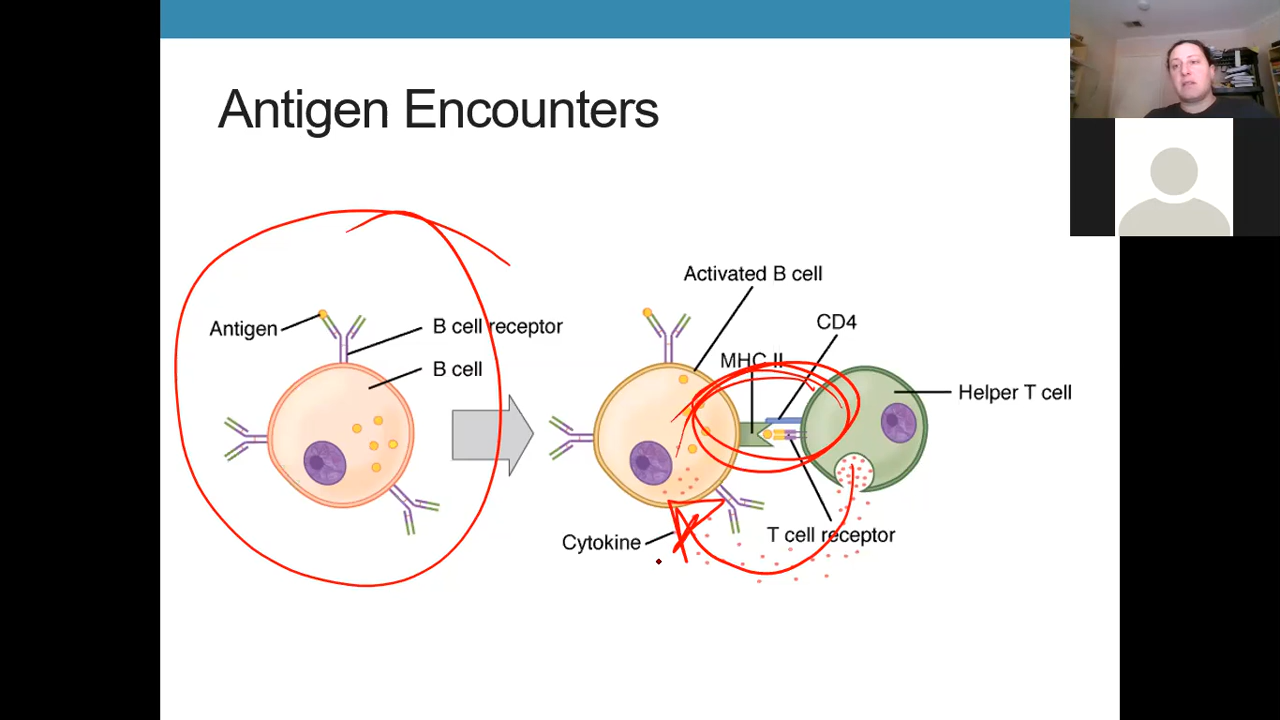 Antigen Encounters
Activated B cell
Antigen
B cell receptor
CD4
B cell
MHC II
Helper T cell
Cytokine
T cell receptor